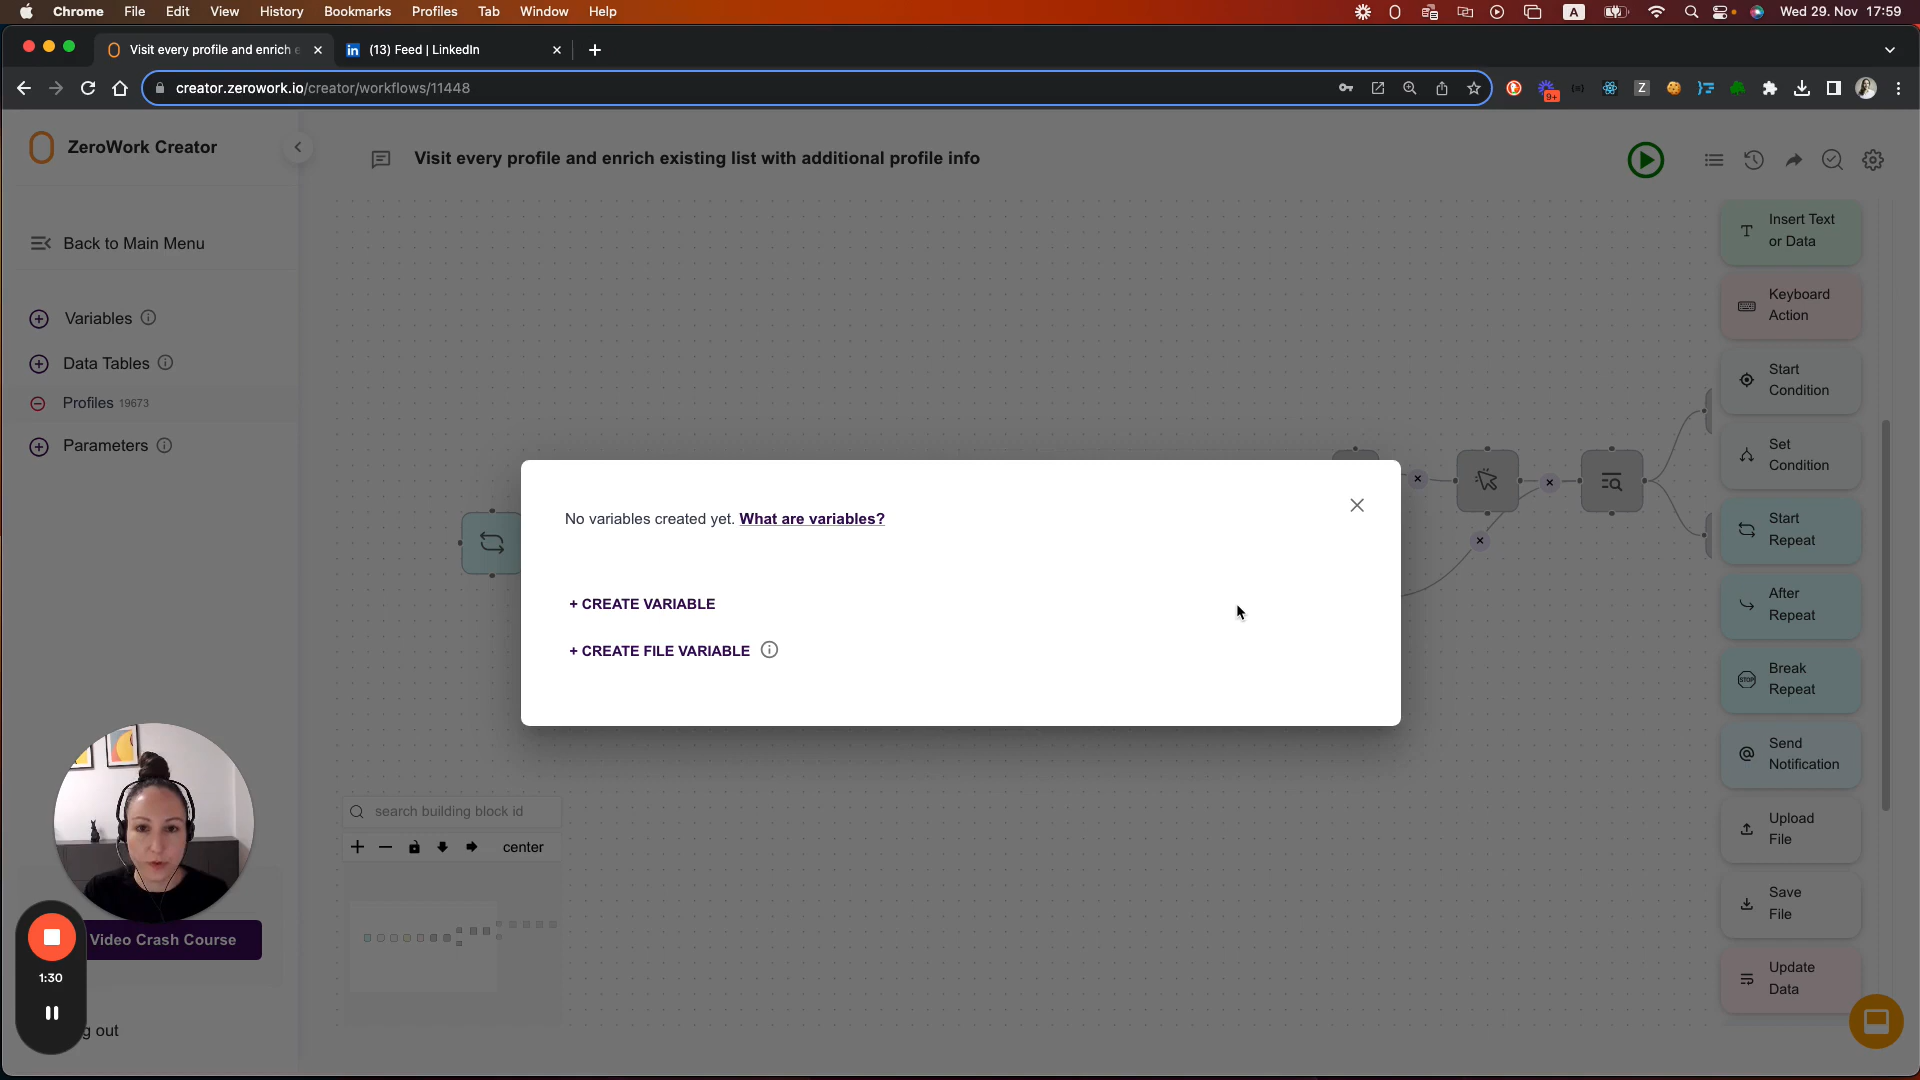 Chrome File Edit View History Bookmarks Profiles Tab Window Help
A
Wed 29. Nov 17:59
Visit every profile and enrich e
(13) Feed | LinkedIn
creator.zerowork.io/creator/workflows/11448
9+
Z
ZeroWork Creator
Visit every profile and enrich existing list with additional profile info
Back to Main Menu
Variables
Data Tables
Profiles 19673
Parameters
No variables created yet. What are variables?
+ CREATE VARIABLE
+ CREATE FILE VARIABLE
Insert Text
or Data
Keyboard
Action
Start
Condition
Set
Condition
Start
Repeat
After
Repeat
STOP
Break
Repeat
Send
Notification
Upload
File
Save
File
Update
Data
search building block id
center
Video Crash Course
1:30
g out